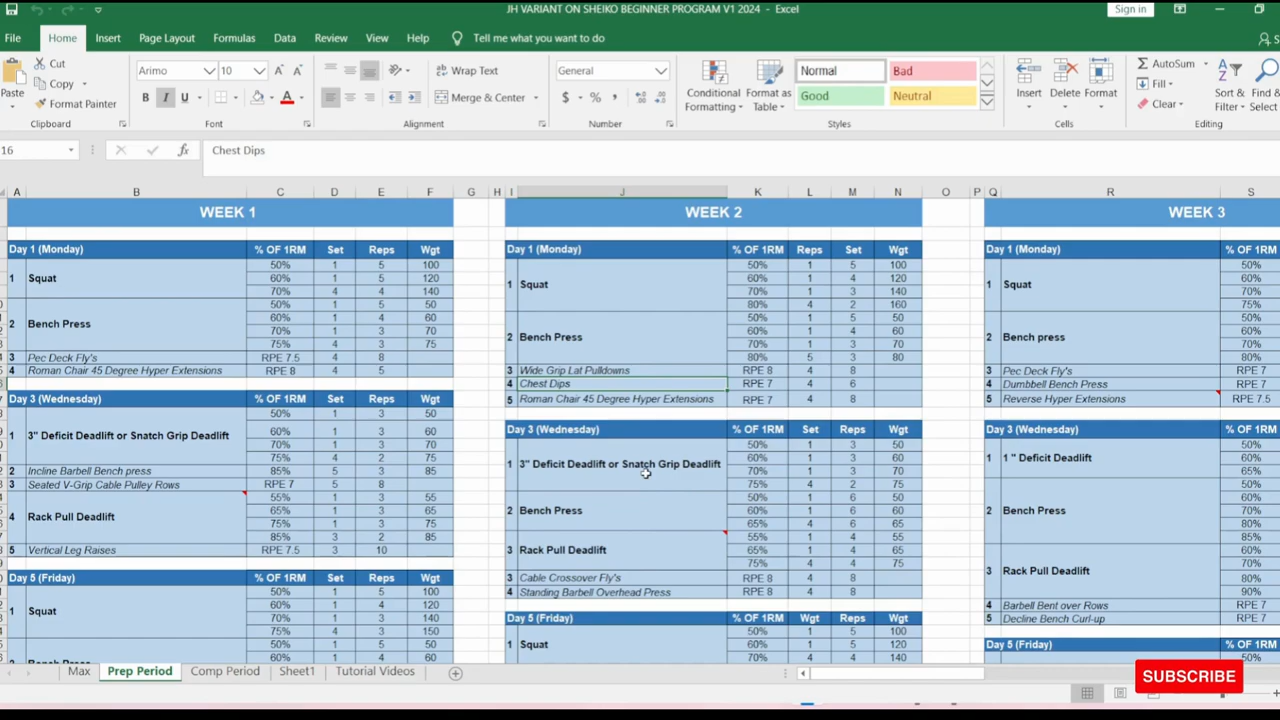 JH VARIANT ON SHEIKO BEGINNER PROGRAM V1 2024 - Excel Sign in
File Home Insert Page Layout Formulas Data Review View Help Tell me what you want to do
Cut Copy Format Painter Paste Clipboard
Arimo 10 B I U A Font
Wrap Text Merge & Center Alignment
General $ % , Number
Conditional Formatting Format as Table Normal Bad Good Neutral Styles
Insert Delete Format Cells
AutoSum Fill Clear Sort & Filter Find & Select Editing
16 fx Chest Dips
A B C D E F G H I J K L M N O P Q R S
WEEK 1 WEEK 2 WEEK 3
Day 1 (Monday) % OF 1RM Set Reps Wgt
50% 1 5 100
1 Squat 60% 1 5 120
70% 4 4 140
50% 1 5 50
2 Bench Press 60% 1 4 60
70% 1 3 70
75% 4 3 75
3 Pec Deck Fly's RPE 7.5 4 8
4 Roman Chair 45 Degree Hyper Extensions RPE 8 4 5
Day 3 (Wednesday) % OF 1RM Set Reps Wgt
50% 1 3 50
1 3" Deficit Deadlift or Snatch Grip Deadlift 60% 1 3 60
70% 1 3 70
75% 4 2 75
2 Incline Barbell Bench press 85% 5 3 85
3 Seated V-Grip Cable Pulley Rows RPE 7 5 8
55% 1 3 55
4 Rack Pull Deadlift 65% 1 3 65
75% 1 3 75
85% 3 2 85
5 Vertical Leg Raises RPE 7.5 3 10
Day 5 (Friday) % OF 1RM Set Reps Wgt
50% 1 5 100
1 Squat 60% 1 4 120
70% 1 3 140
75% 4 3 150
50% 1 5 50
2 Bench Press 60% 1 4 60
Day 1 (Monday) % OF 1RM Reps Set Wgt
50% 1 5 100
1 Squat 60% 1 4 120
70% 1 3 140
80% 4 2 160
50% 1 5 50
2 Bench Press 60% 1 4 60
70% 1 3 70
80% 5 3 80
3 Wide Grip Lat Pulldowns RPE 8 4 8
4 Chest Dips RPE 7 4 6
5 Roman Chair 45 Degree Hyper Extensions RPE 7 4 8
Day 3 (Wednesday) % OF 1RM Set Reps Wgt
50% 1 3 50
1 3" Deficit Deadlift or Snatch Grip Deadlift 60% 1 3 60
70% 1 3 70
75% 4 2 75
50% 1 6 50
2 Bench Press 60% 1 6 60
65% 4 6 65
55% 1 4 55
3 Rack Pull Deadlift 65% 1 4 65
75% 4 4 75
3 Cable Crossover Fly's RPE 8 4 8
4 Standing Barbell Overhead Press RPE 8 4 8
Day 5 (Friday) % OF 1RM Wgt Set Reps
50% 1 5 100
1 Squat 60% 1 5 120
70% 4 4 140
Day 1 (Monday) % OF 1RM
50%
1 Squat 60%
70%
75%
50%
2 Bench press 60%
70%
80%
3 Pec Deck Fly's RPE 7
4 Dumbbell Bench Press RPE 7
5 Reverse Hyper Extensions RPE 7.5
Day 3 (Wednesday) % OF 1RM
50%
1 1 " Deficit Deadlift 60%
65%
50%
60%
2 Bench Press 70%
80%
85%
60%
3 Rack Pull Deadlift 70%
80%
90%
4 Barbell Bent over Rows RPE 7
5 Decline Bench Curl-up RPE 7
Day 5 (Friday) % OF 1RM
50%
Max Prep Period Comp Period Sheet1 Tutorial Videos
SUBSCRIBE